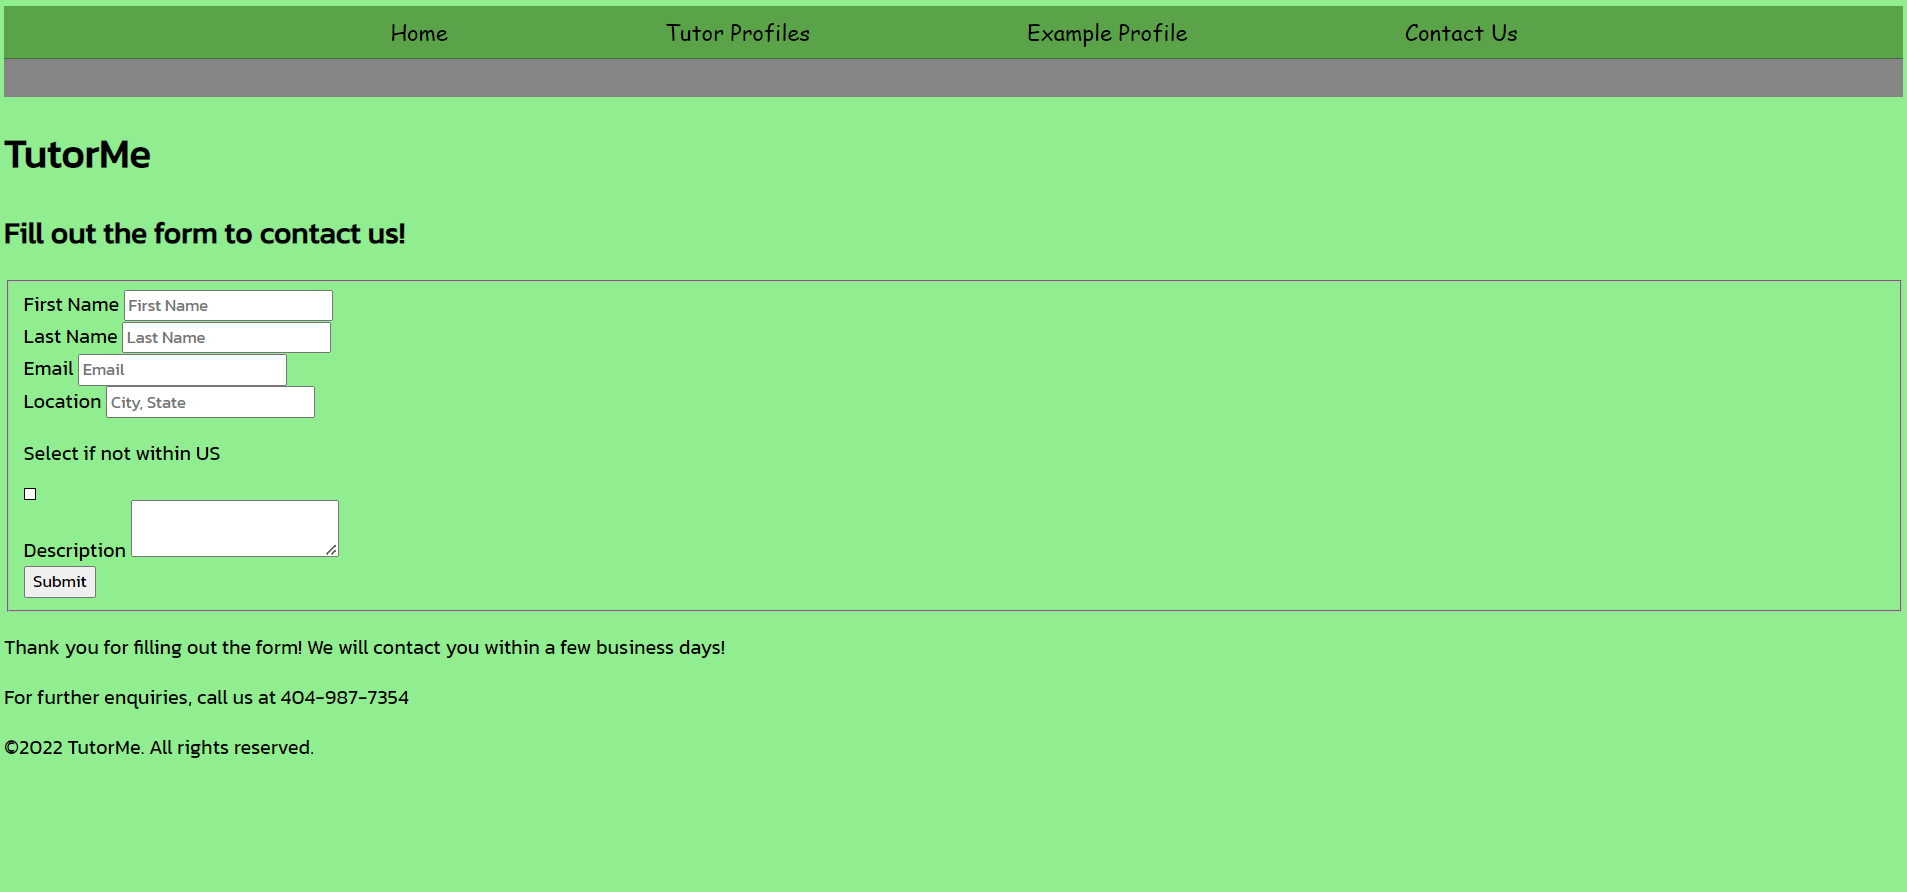 Home Tutor Profiles Example Profile Contact Us
TutorMe
Fill out the form to contact us!
First Name First Name
Last Name Last Name
Email Email
Location City, State
Select if not within US
Description
Submit
Thank you for filling out the form! We will contact you within a few business days!
For further enquiries, call us at 404-987-7354
©2022 TutorMe. All rights reserved.